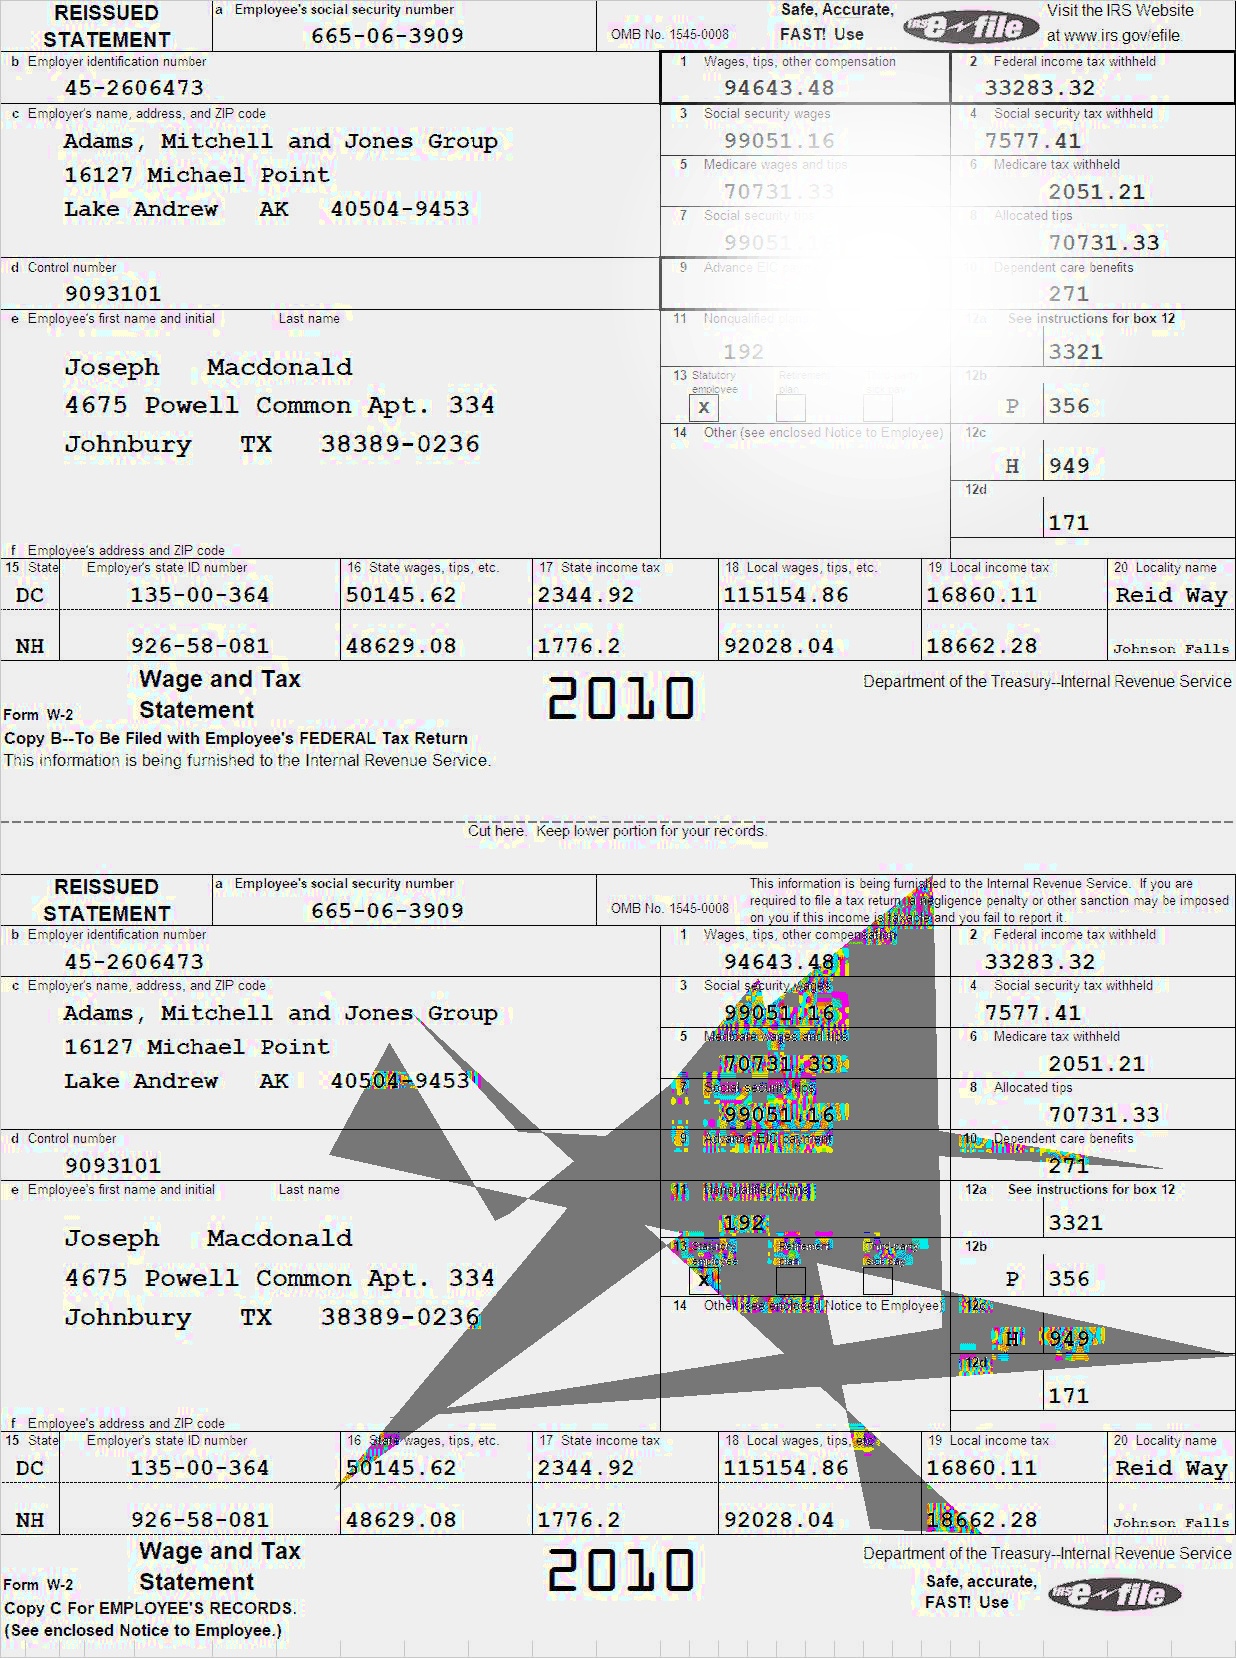 REISSUED STATEMENT
a Employee's social security number
665-06-3909
OMB No. 1545-0008
Safe, Accurate, FAST! Use
IRS e-file
Visit the IRS Website at www.irs.gov/efile
b Employer identification number
45-2606473
1 Wages, tips, other compensation
94643.48
2 Federal income tax withheld
33283.32
c Employer's name, address, and ZIP code
Adams, Mitchell and Jones Group
16127 Michael Point
Lake Andrew AK 40504-9453
3 Social security wages
99051.16
4 Social security tax withheld
7577.41
5 Medicare wages and tips
70731.33
6 Medicare tax withheld
2051.21
7 Social security tips
99051.1
8 Allocated tips
70731.33
d Control number
9093101
9 Advance EIC
Dependent care benefits
271
e Employee's first name and initial Last name
Joseph Macdonald
4675 Powell Common Apt. 334
Johnbury TX 38389-0236
11 Nonqualified plans
192
12a See instructions for box 12
3321
13 Statutory employee
X
Retirement plan
12b
P 356
14 Other (see enclosed Notice to Employee)
12c
H 949
12d
171
f Employee's address and ZIP code
15 State Employer's state ID number 16 State wages, tips, etc. 17 State income tax 18 Local wages, tips, etc. 19 Local income tax 20 Locality name
DC 135-00-364 50145.62 2344.92 115154.86 16860.11 Reid Way
NH 926-58-081 48629.08 1776.2 92028.04 18662.28 Johnson Falls
Form W-2
Wage and Tax Statement
2010
Department of the Treasury--Internal Revenue Service
Copy B--To Be Filed with Employee's FEDERAL Tax Return
This information is being furnished to the Internal Revenue Service.
Cut here. Keep lower portion for your records.
REISSUED STATEMENT
a Employee's social security number
665-06-3909
OMB No. 1545-0008
This information is being furnished to the Internal Revenue Service. If you are
required to file a tax return, a negligence penalty or other sanction may be imposed
on you if this income is taxable and you fail to report it.
b Employer identification number
45-2606473
1 Wages, tips, other compensation
94643.48
2 Federal income tax withheld
33283.32
c Employer's name, address, and ZIP code
Adams, Mitchell and Jones Group
16127 Michael Point
Lake Andrew AK 40504-9453
3 Social security wages
99051.16
4 Social security tax withheld
7577.41
5 Medicare wages and tips
70731.33
6 Medicare tax withheld
2051.21
7 Social security tips
99051.16
8 Allocated tips
70731.33
d Control number
9093101
9 Advance EIC payment
10 Dependent care benefits
271
e Employee's first name and initial Last name
Joseph Macdonald
4675 Powell Common Apt. 334
Johnbury TX 38389-0236
11 Nonqualified plans
192
12a See instructions for box 12
3321
13 Statutory employee
X
Retirement plan
Third-party sick pay
12b
P 356
14 Other (see enclosed Notice to Employee)
12c
H 949
12d
171
f Employee's address and ZIP code
15 State Employer's state ID number 16 State wages, tips, etc. 17 State income tax 18 Local wages, tips, etc. 19 Local income tax 20 Locality name
DC 135-00-364 50145.62 2344.92 115154.86 16860.11 Reid Way
NH 926-58-081 48629.08 1776.2 92028.04 18662.28 Johnson Falls
Form W-2
Wage and Tax Statement
2010
Department of the Treasury--Internal Revenue Service
Copy C For EMPLOYEE'S RECORDS.
(See enclosed Notice to Employee.)
Safe, accurate, FAST! Use
IRS e-file